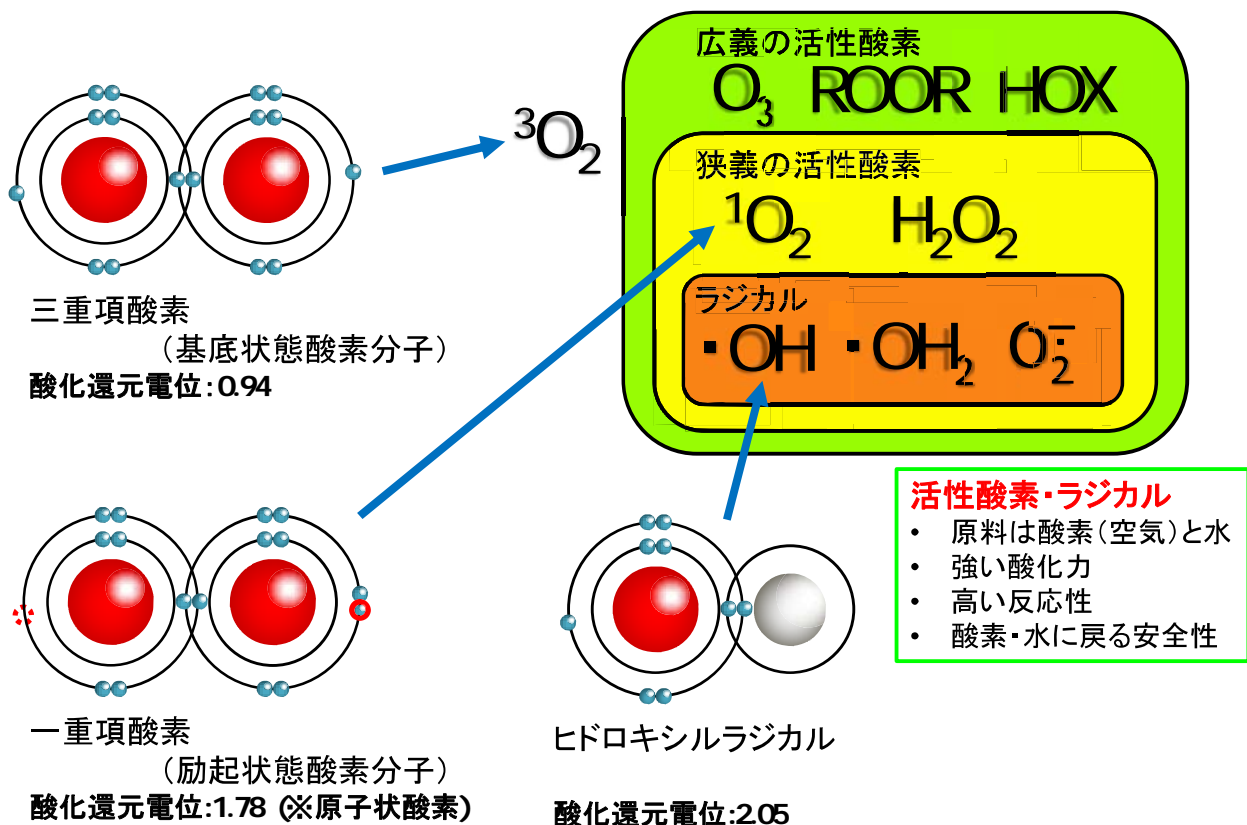 広義の活性酸素
O₃ ROOR HOX
³O₂
狭義の活性酸素
¹O₂ H₂O₂
ラジカル
・OH ・OH₂ O₂・⁻
三重項酸素
（基底状態酸素分子）
酸化還元電位：0.94
活性酸素・ラジカル
• 原料は酸素（空気）と水
• 強い酸化力
• 高い反応性
• 酸素・水に戻る安全性
一重項酸素
（励起状態酸素分子）
酸化還元電位：1.78 (※原子状酸素)
ヒドロキシルラジカル
酸化還元電位：2.05